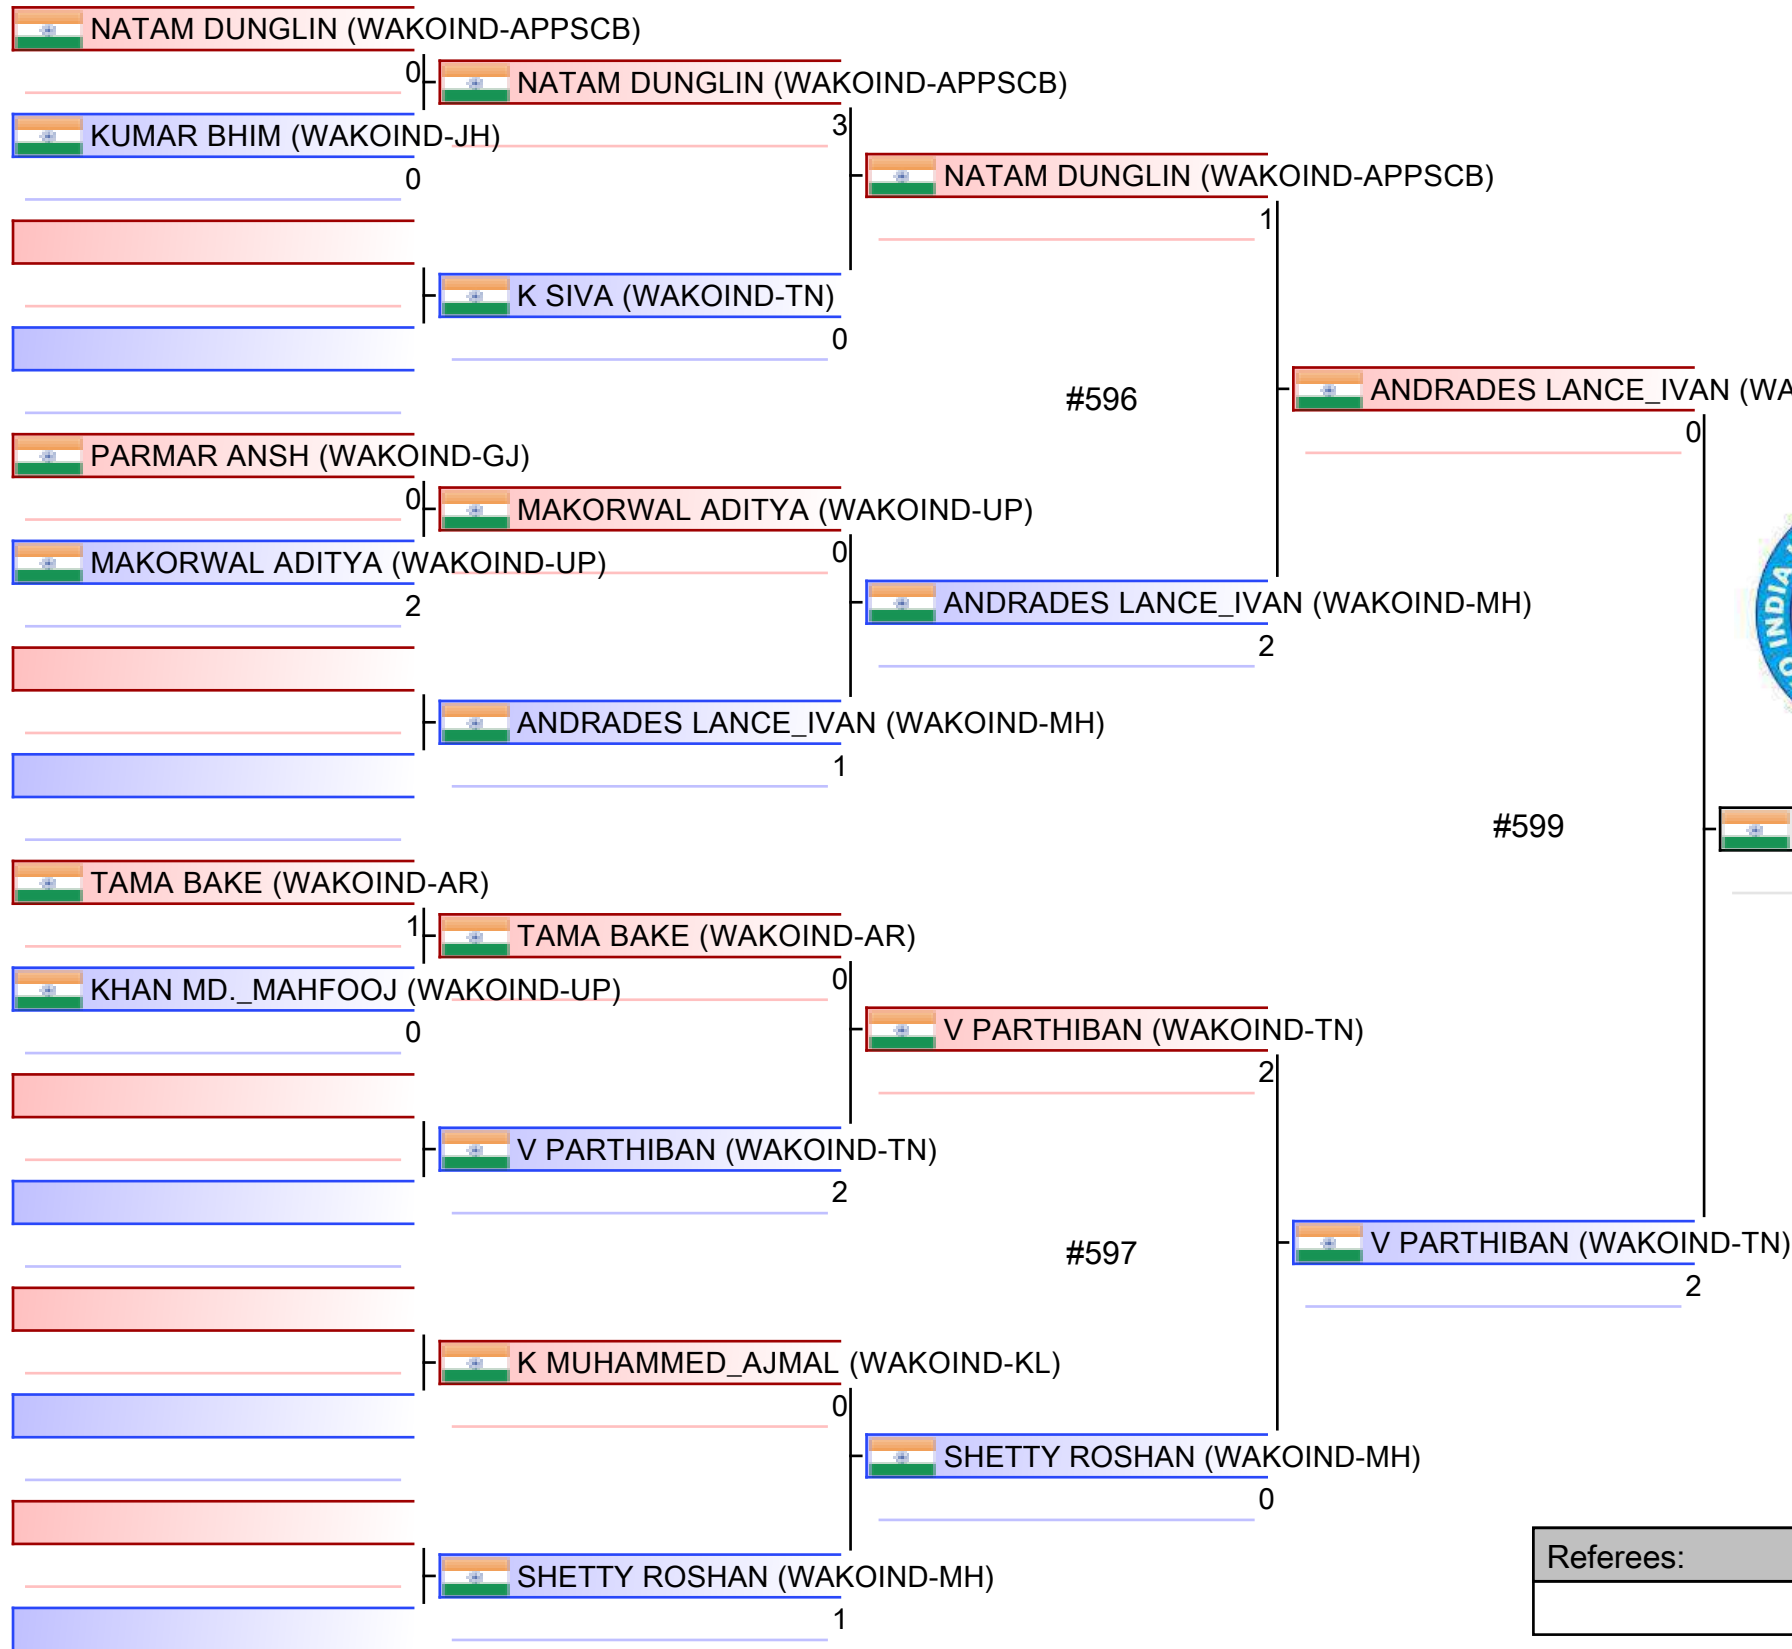 NATAM DUNGLIN (WAKOIND-APPSCB)
0
NATAM DUNGLIN (WAKOIND-APPSCB)
3
KUMAR BHIM (WAKOIND-JH)
0
NATAM DUNGLIN (WAKOIND-APPSCB)
1
K SIVA (WAKOIND-TN)
0
#596
ANDRADES LANCE_IVAN (WA
0
PARMAR ANSH (WAKOIND-GJ)
0
MAKORWAL ADITYA (WAKOIND-UP)
0
MAKORWAL ADITYA (WAKOIND-UP)
2
ANDRADES LANCE_IVAN (WAKOIND-MH)
2
INDIA
ANDRADES LANCE_IVAN (WAKOIND-MH)
1
#599
TAMA BAKE (WAKOIND-AR)
1
TAMA BAKE (WAKOIND-AR)
0
KHAN MD._MAHFOOJ (WAKOIND-UP)
0
V PARTHIBAN (WAKOIND-TN)
2
V PARTHIBAN (WAKOIND-TN)
2
#597
V PARTHIBAN (WAKOIND-TN)
2
K MUHAMMED_AJMAL (WAKOIND-KL)
0
SHETTY ROSHAN (WAKOIND-MH)
0
SHETTY ROSHAN (WAKOIND-MH)
1
Referees: